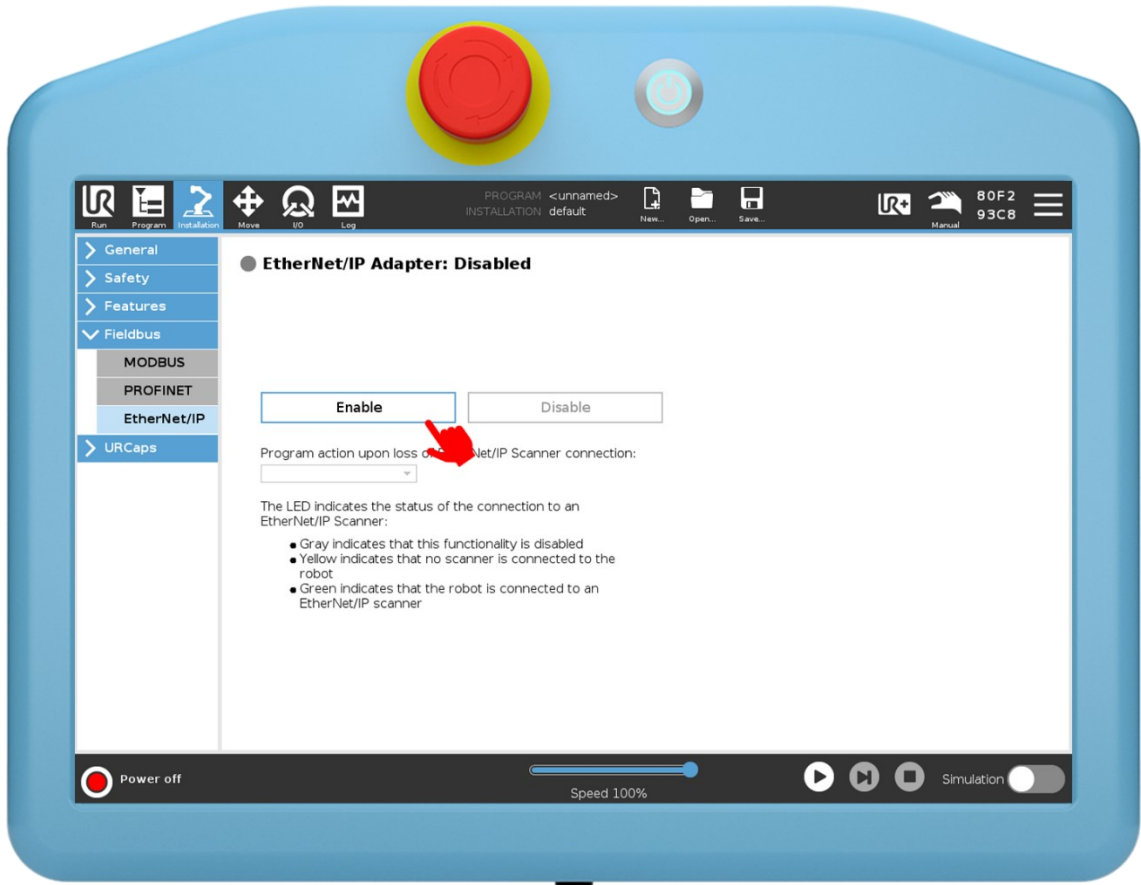 UR
Run
Program
Installation
Move
I/O
Log
PROGRAM <unnamed>
INSTALLATION default
New...
Open...
Save...
UR+
Manual
80F2
93C8
General
Safety
Features
Fieldbus
MODBUS
PROFINET
EtherNet/IP
URCaps
EtherNet/IP Adapter: Disabled
Enable
Disable
Program action upon loss o Net/IP Scanner connection:
The LED indicates the status of the connection to an
EtherNet/IP Scanner:
● Gray indicates that this functionality is disabled
● Yellow indicates that no scanner is connected to the
robot
● Green indicates that the robot is connected to an
EtherNet/IP scanner
Power off
Speed 100%
Simulation